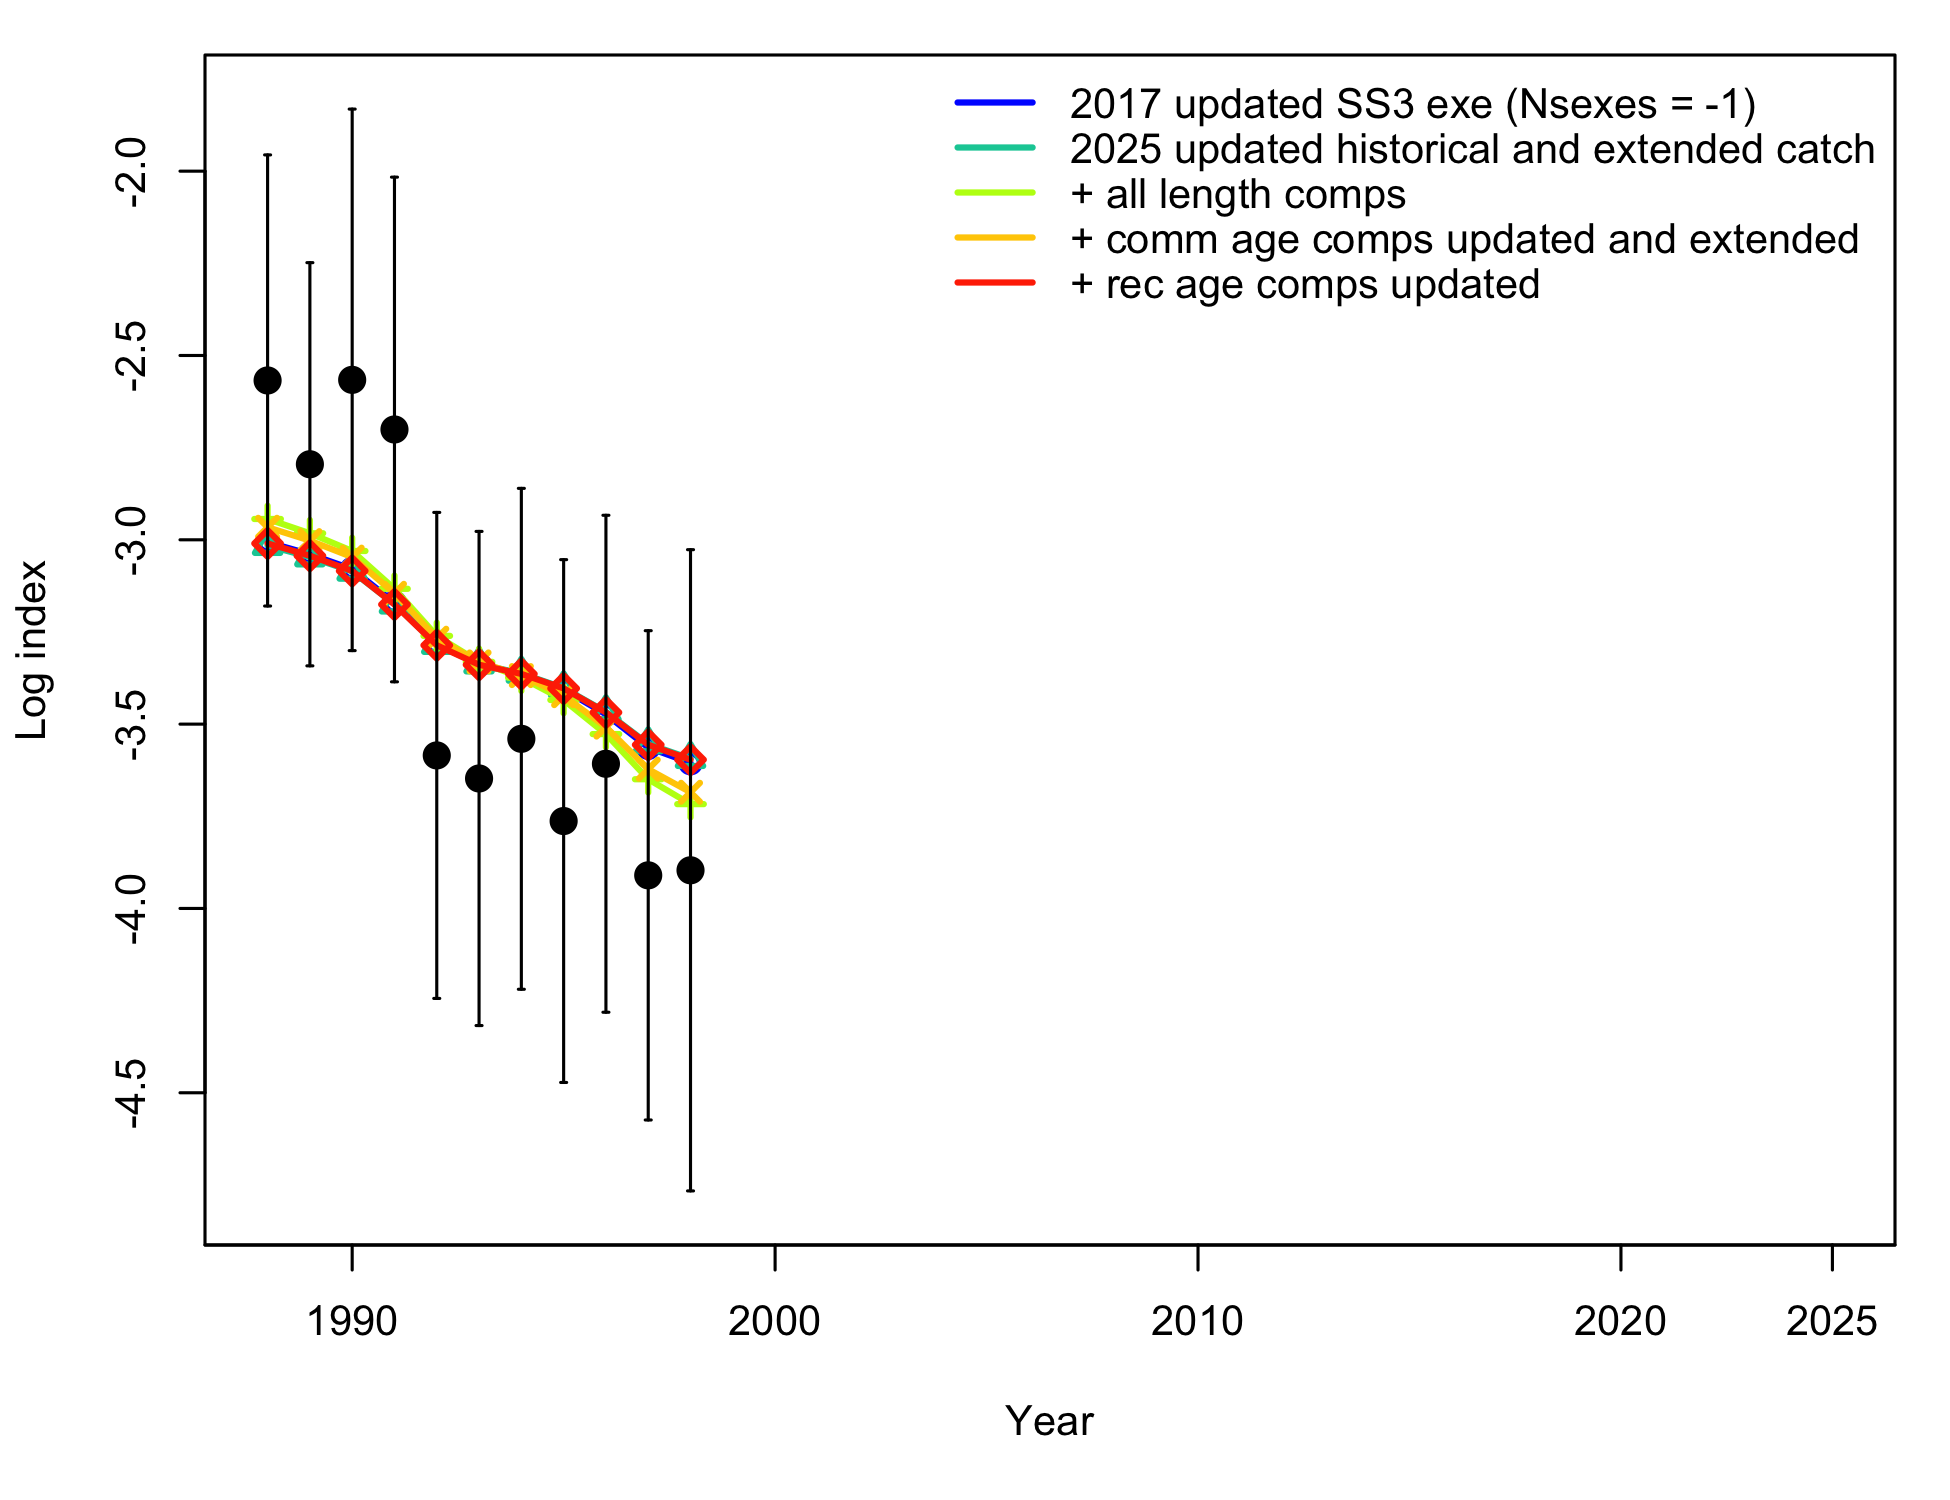 2017 updated SS3 exe (Nsexes = -1)
2025 updated historical and extended catch
+ all length comps
+ comm age comps updated and extended
+ rec age comps updated
Log index
-2.0
-2.5
-3.0
-3.5
-4.0
-4.5
1990 2000 2010 2020 2025
Year